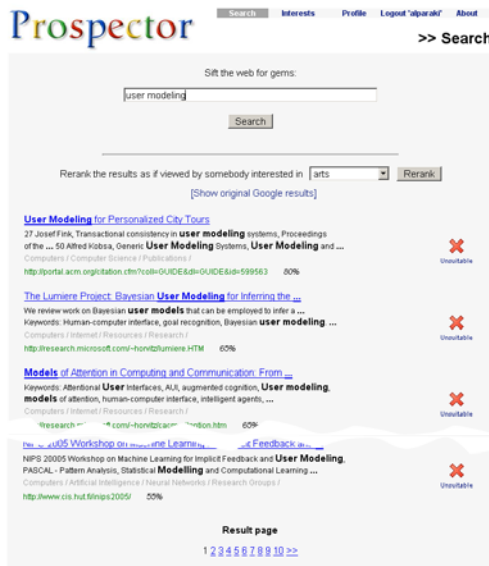 Prospector
Search Interests Profile Logout 'alparaki' About
>> Search
Sift the web for gems:
user modeling
Search
Rerank the results as if viewed by somebody interested in arts Rerank
[Show original Google results]
User Modeling for Personalized City Tours
27 Josef Fink, Transactional consistency in user modeling systems, Proceedings
of the ... 50 Alfred Kobsa, Generic User Modeling Systems, User Modeling and ...
Computers / Computer Science / Publications /
http://portal.acm.org/citation.cfm?coll=GUIDE&dl=GUIDE&id=599563 80%
Unsuitable
The Lumiere Project: Bayesian User Modeling for Inferring the ...
We review work on Bayesian user models that can be employed to infer a ...
Keywords: Human-computer interface, goal recognition, Bayesian user modeling. ...
Computers / Internet / Resources / Research /
http://research.microsoft.com/~horvitz/lumiere.HTM 65%
Unsuitable
Models of Attention in Computing and Communication: From ...
Keywords: Attentional User Interfaces, AUI, augmented cognition, User modeling,
models of attention, human-computer interface, intelligent agents, ...
Computers / Internet / Resources / Research /
Unsuitable
NIPS 2005 Workshop on Machine Learning Feedback an ...
NIPS 20005 Workshop on Machine Learning for Implicit Feedback and User Modeling,
PASCAL - Pattern Analysis, Statistical Modelling and Computational Learning ...
Computers / Artificial Intelligence / Neural Networks / Research Groups /
http://www.cis.hut.fi/nips2005/ 55%
Unsuitable
Result page
1 2 3 4 5 6 7 8 9 10 >>